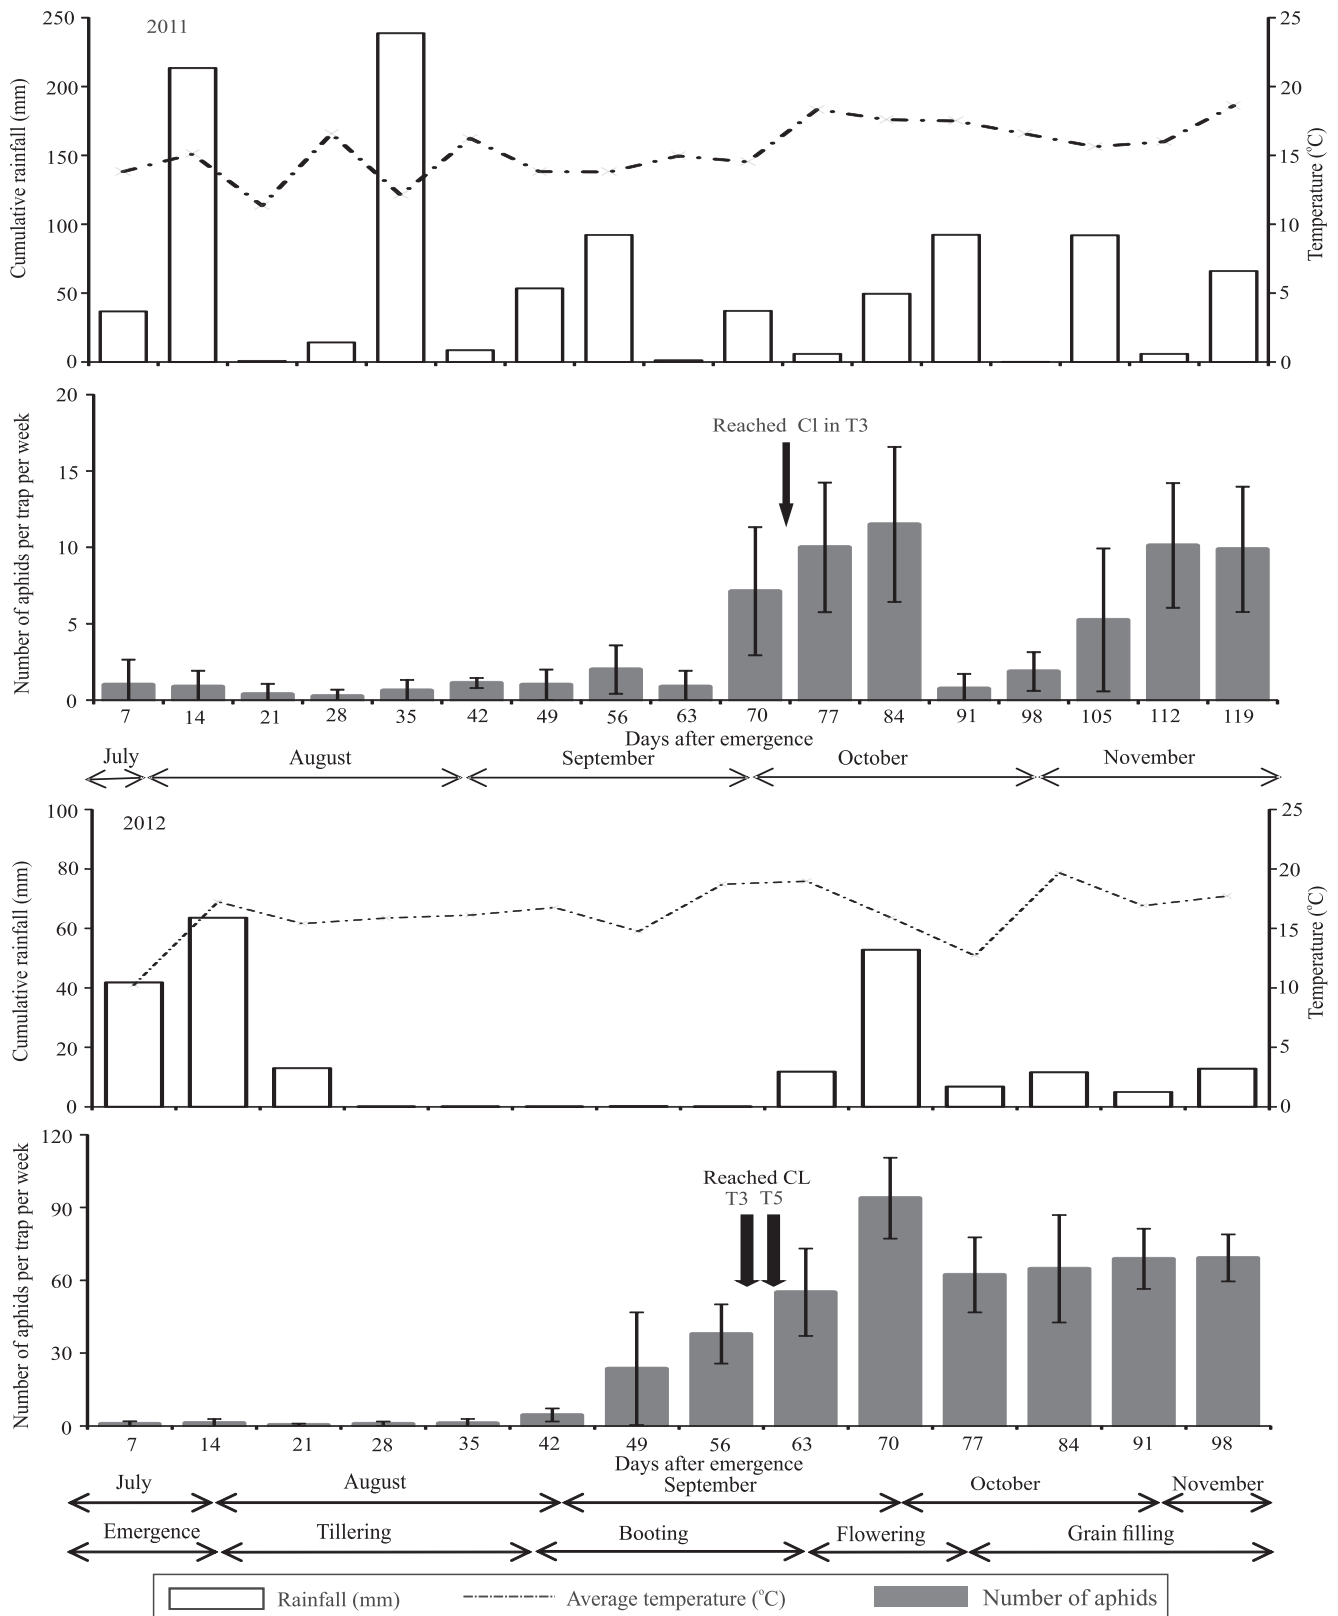 2011
Cumulative rainfall (mm)
250
200
150
100
50
0
25
20
15
10
5
0
Temperature (°C)
Number of aphids per trap per week
20
15
10
5
0
Reached Cl in T3
7 14 21 28 35 42 49 56 63 70 77 84 91 98 105 112 119
Days after emergence
July August September October November
2012
Cumulative rainfall (mm)
100
80
60
40
20
0
25
20
15
10
5
0
Temperature (°C)
Number of aphids per trap per week
120
90
60
30
0
Reached CL
T3 T5
7 14 21 28 35 42 49 56 63 70 77 84 91 98
Days after emergence
July August September October November
Emergence Tillering Booting Flowering Grain filling
Rainfall (mm) Average temperature (°C) Number of aphids